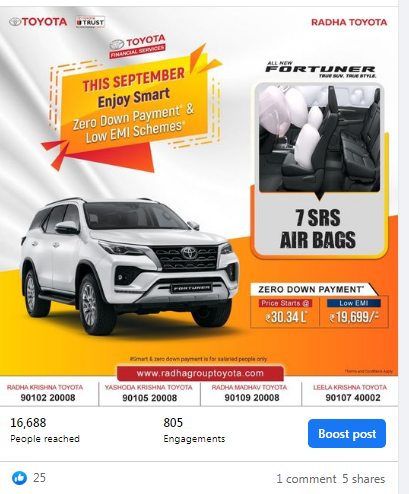 TOYOTA
TOYOTA
TRUST
RADHA TOYOTA
TOYOTA
FINANCIAL SERVICES
THIS SEPTEMBER
Enjoy Smart
Zero Down Payment* &
Low EMI Schemes*
ALL NEW
FORTUNER
TRUE SUV. TRUE STYLE.
7 SRS
AIR BAGS
FORTUNER
ZERO DOWN PAYMENT*
Price Starts @
₹30.34 L*
Low EMI
₹19,699/-*
#Smart & zero down payment is for salaried people only
*Terms and Conditions Apply
www.radhagrouptoyota.com
RADHA KRISHNA TOYOTA
90102 20008
YASHODA KRISHNA TOYOTA
90105 20008
RADHA MADHAV TOYOTA
90109 20008
LEELA KRISHNA TOYOTA
90107 40002
16,688
People reached
805
Engagements
Boost post
25
1 comment 5 shares